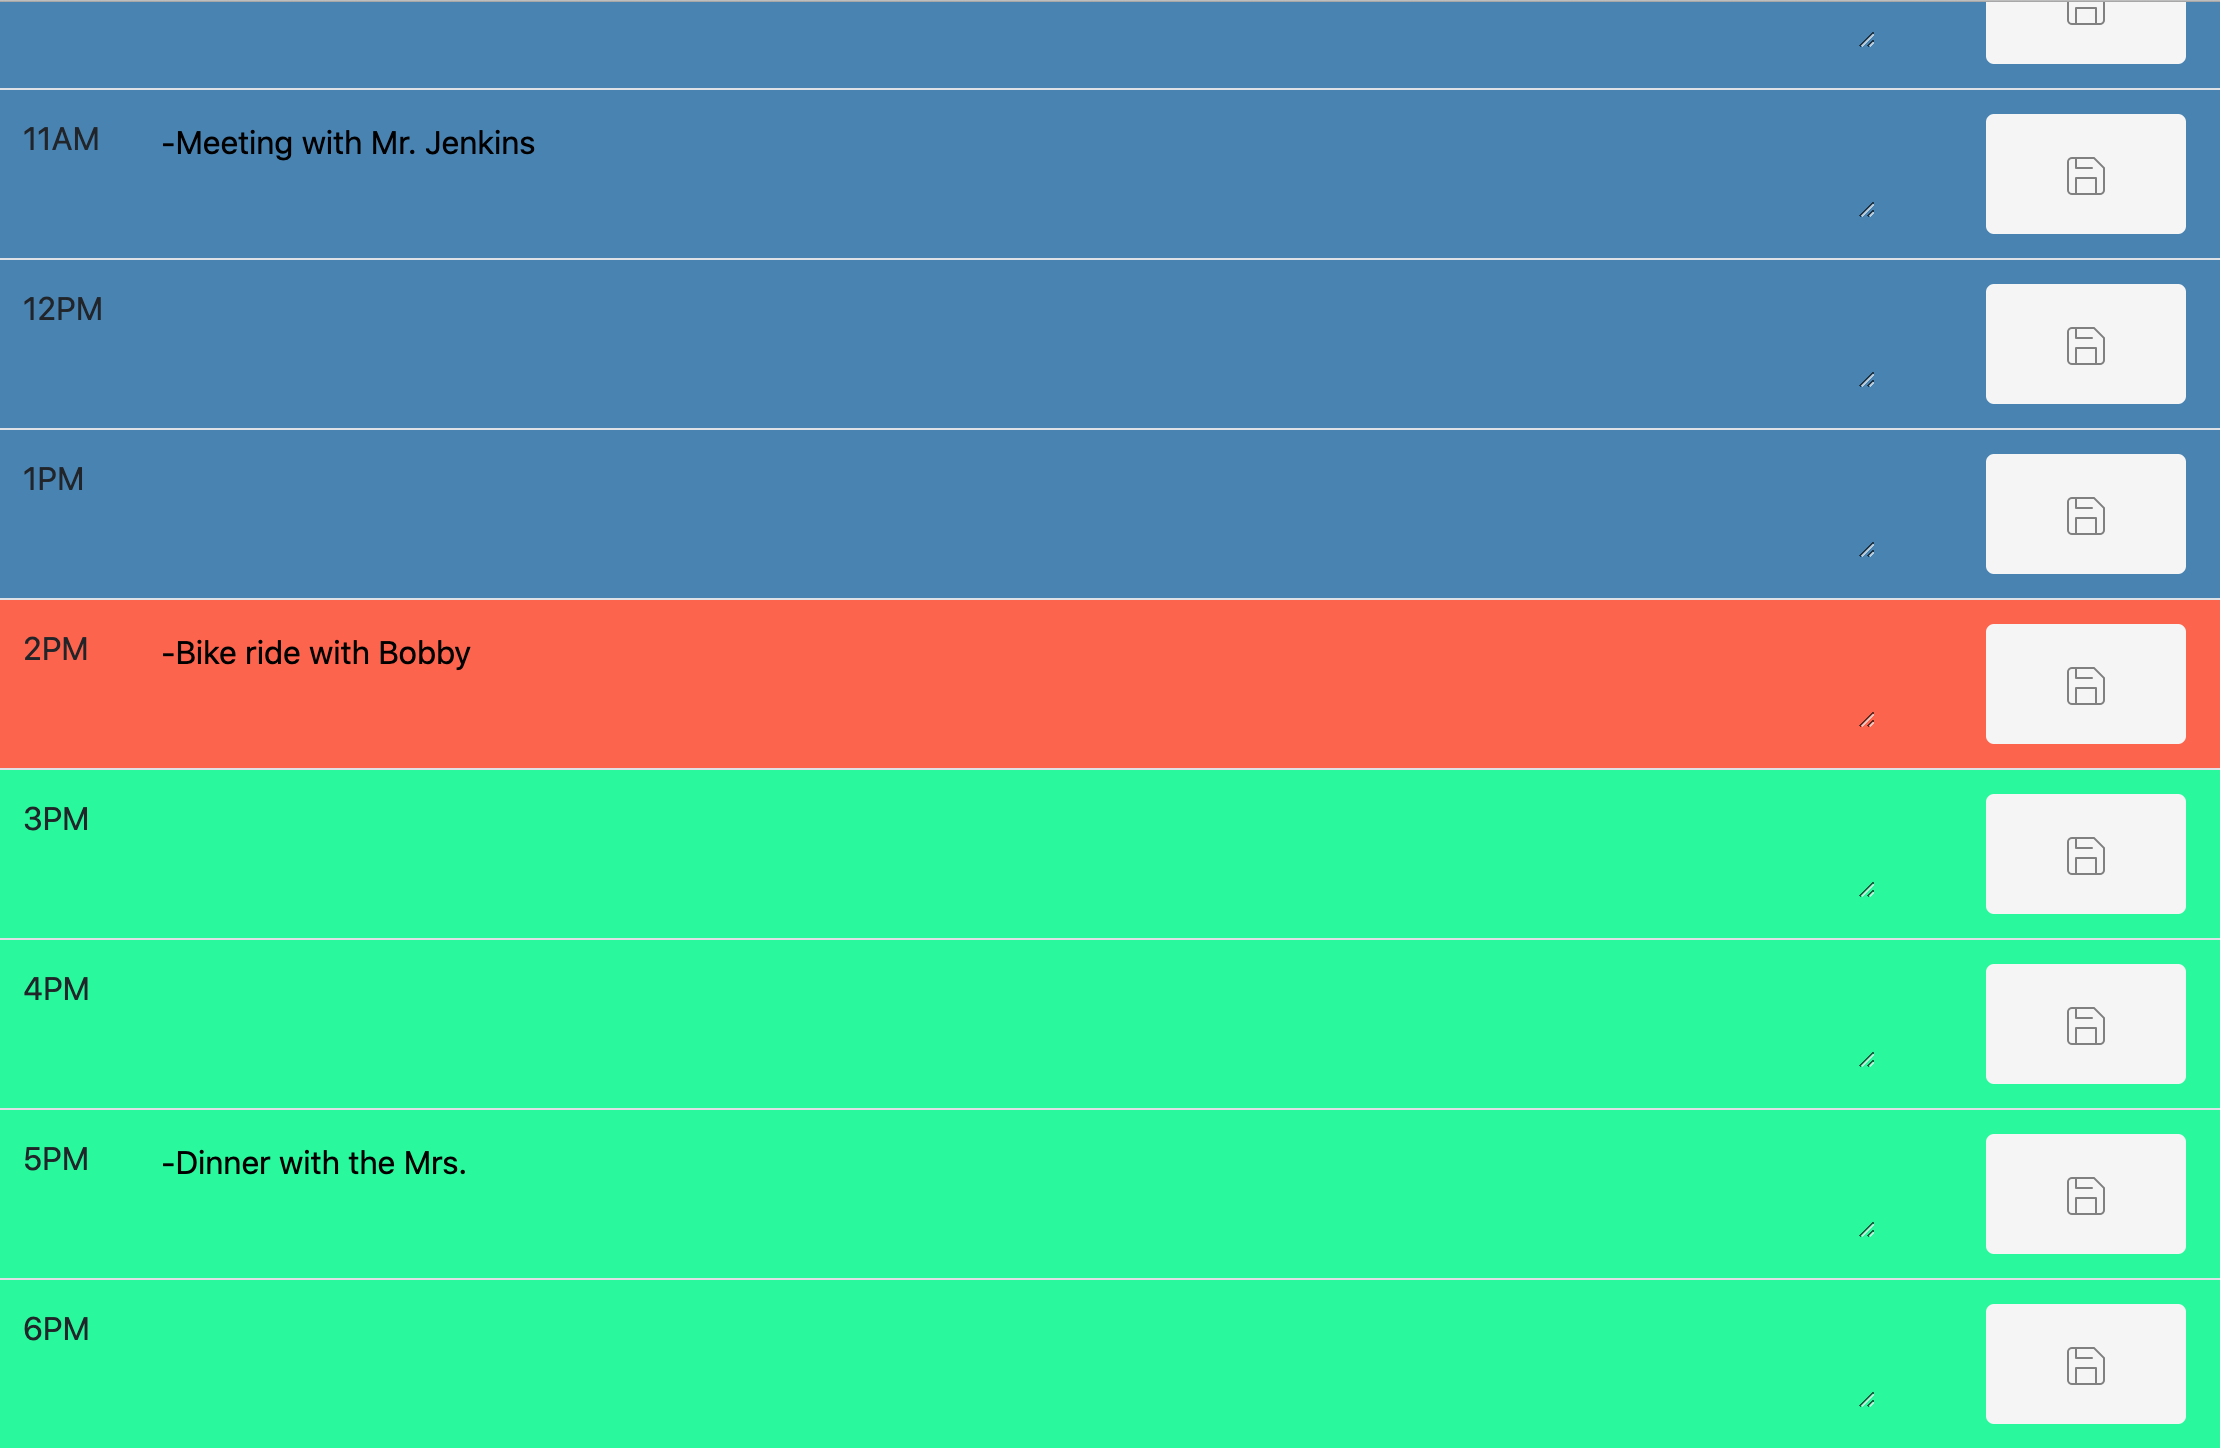 11AM -Meeting with Mr. Jenkins
12PM
1PM
2PM -Bike ride with Bobby
3PM
4PM
5PM -Dinner with the Mrs.
6PM